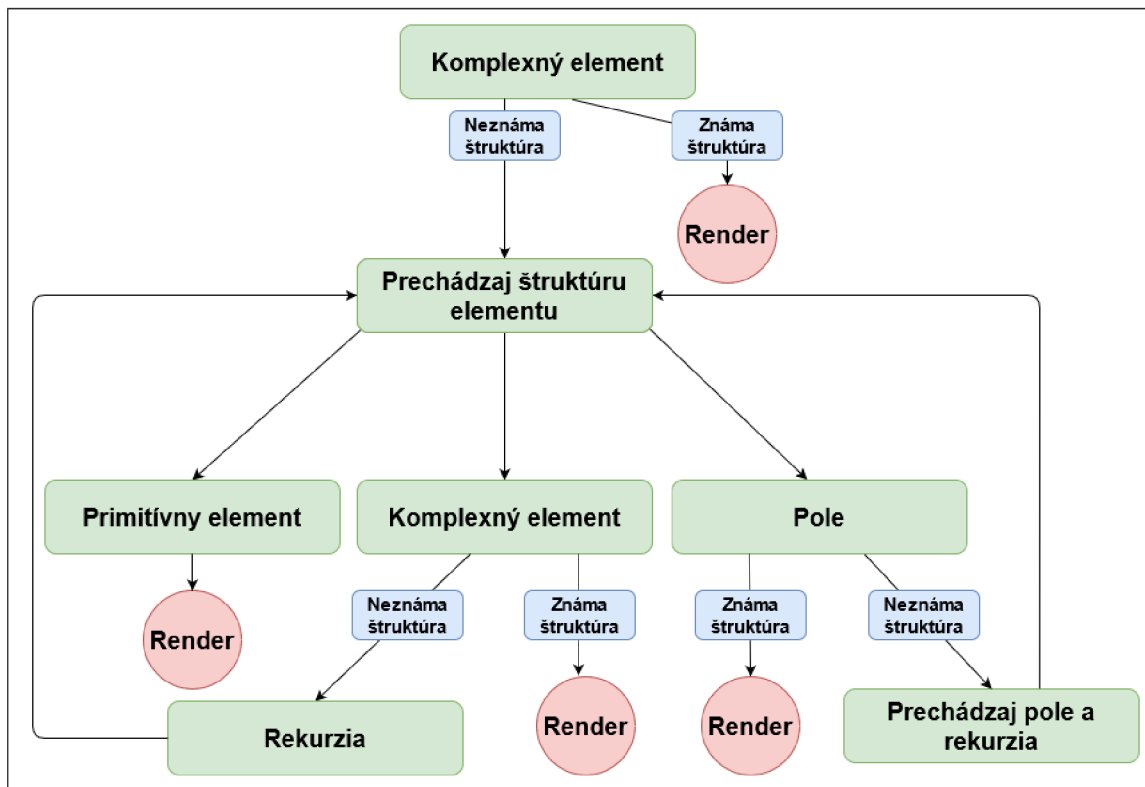 Komplexný element
Neznáma
štruktúra
Známa
štruktúra
Render
Prechádzaj štruktúru
elementu
Primitívny element
Komplexný element
Pole
Render
Neznáma
štruktúra
Známa
štruktúra
Známa
štruktúra
Neznáma
štruktúra
Rekurzia
Render
Render
Prechádzaj pole a
rekurzia